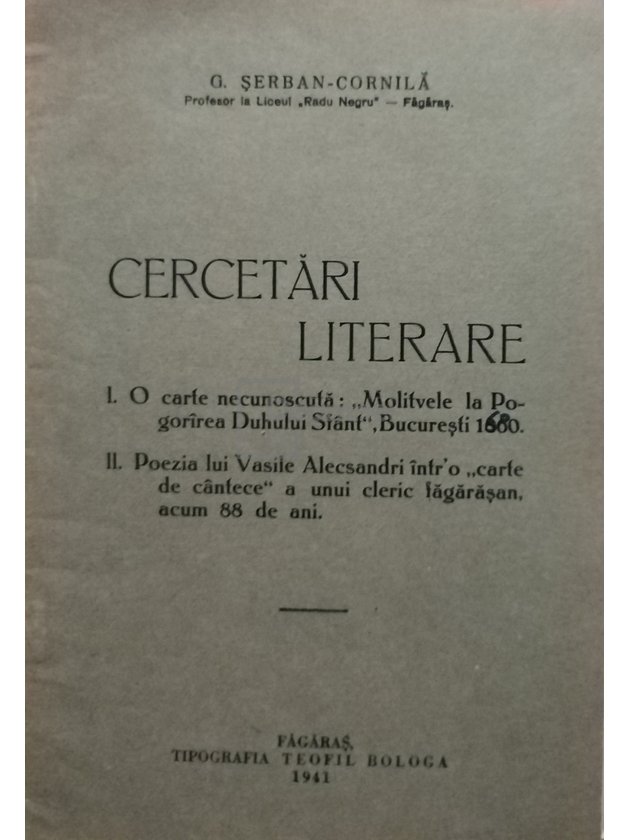 G. ŞERBAN-CORNILĂ
Profesor la Liceul „Radu Negru" — Făgăraş.
CERCETĂRI
LITERARE
I. O carte necunoscută: „Molitvele la Po-
gorîrea Duhului Sfânt", Bucureşti 1680.
II. Poezia lui Vasile Alecsandri într'o „carte
de cântece" a unui cleric făgărăşan,
acum 88 de ani.
FĂGĂRAŞ,
TIPOGRAFIA TEOFIL BOLOGA
1941